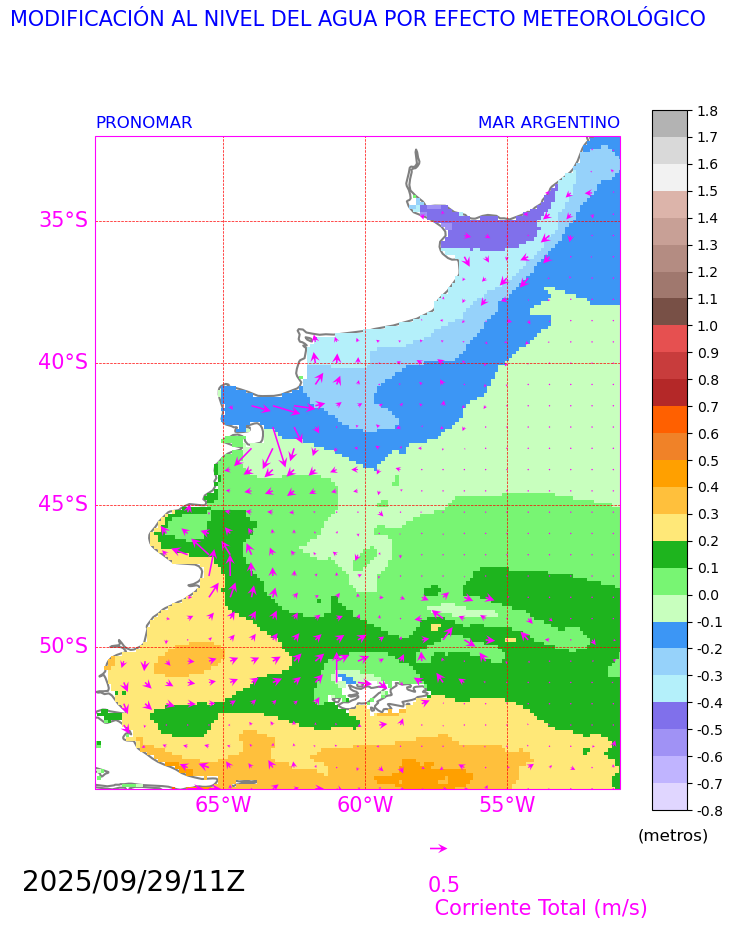 MODIFICACIÓN AL NIVEL DEL AGUA POR EFECTO METEOROLÓGICO
PRONOMAR
MAR ARGENTINO
35°S
40°S
45°S
50°S
65°W
60°W
55°W
1.8
1.7
1.6
1.5
1.4
1.3
1.2
1.1
1.0
0.9
0.8
0.7
0.6
0.5
0.4
0.3
0.2
0.1
0.0
-0.1
-0.2
-0.3
-0.4
-0.5
-0.6
-0.7
-0.8
(metros)
2025/09/29/11Z
0.5
Corriente Total (m/s)